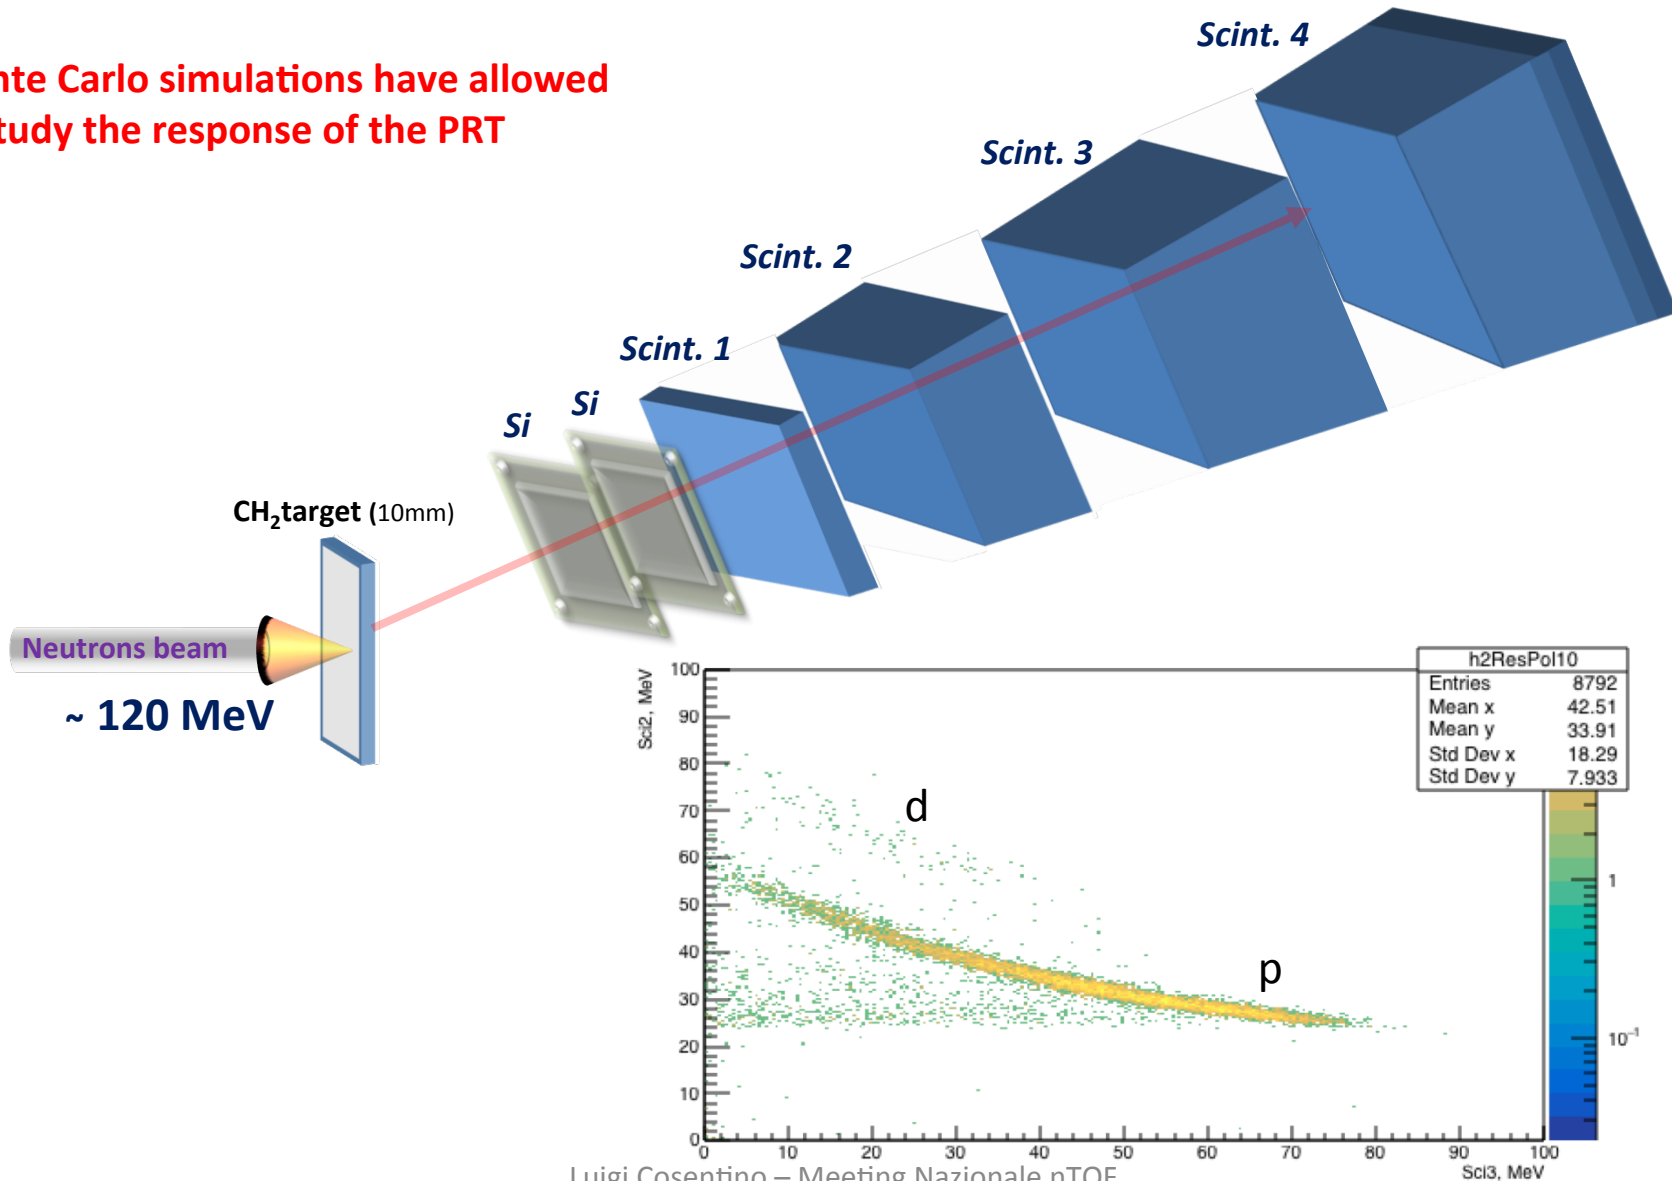 nte Carlo simulations have allowed
tudy the response of the PRT
Scint. 4
Scint. 3
Scint. 2
Scint. 1
Si
Si
CH₂target (10mm)
Neutrons beam
~ 120 MeV
h2ResPol10
Entries 8792
Mean x 42.51
Mean y 33.91
Std Dev x 18.29
Std Dev y 7.933
Sci2, MeV
100
90
80
70
60
50
40
30
20
10
0
d
p
1
10⁻¹
0 10 20 30 40 50 60 70 80 90 100
Sci3, MeV
Luigi Cosentino – Meeting Nazionale nTOF